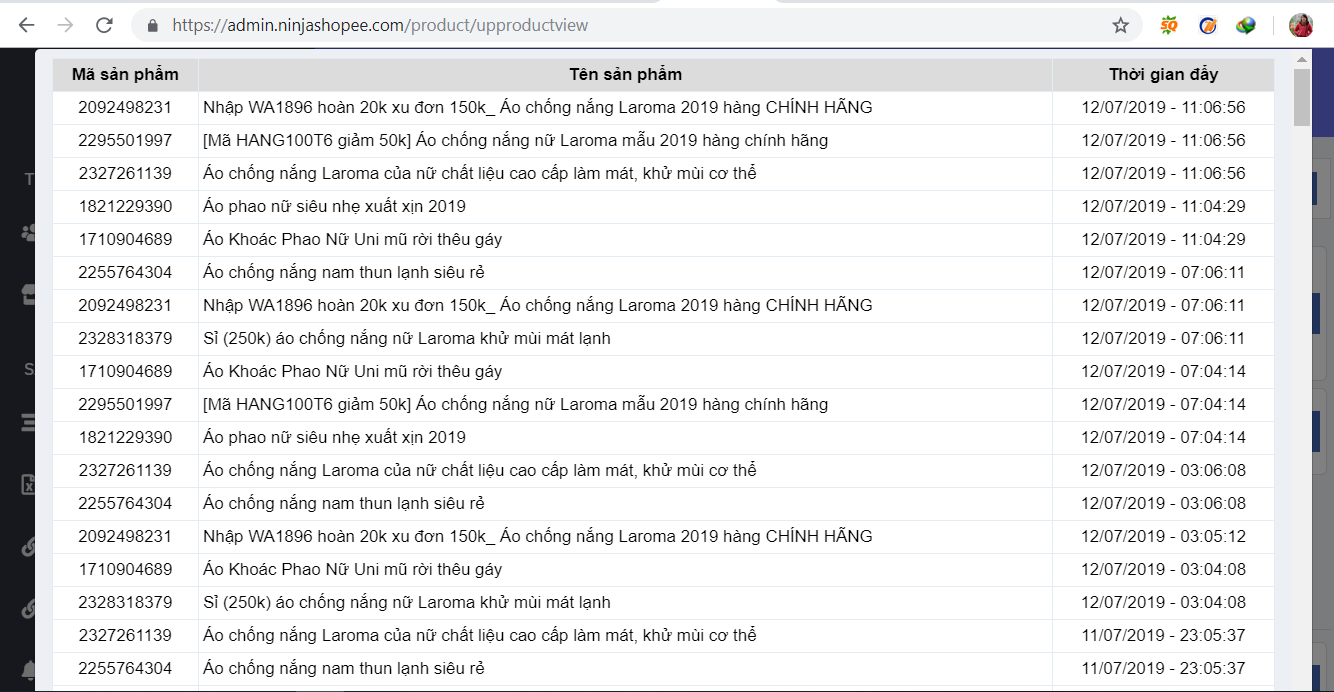 https://admin.ninjashopee.com/product/upproductview
Mã sản phẩm Tên sản phẩm Thời gian đẩy
2092498231 Nhập WA1896 hoàn 20k xu đơn 150k_ Áo chống nắng Laroma 2019 hàng CHÍNH HÃNG 12/07/2019 - 11:06:56
2295501997 [Mã HANG100T6 giảm 50k] Áo chống nắng nữ Laroma mẫu 2019 hàng chính hãng 12/07/2019 - 11:06:56
2327261139 Áo chống nắng Laroma của nữ chất liệu cao cấp làm mát, khử mùi cơ thể 12/07/2019 - 11:06:56
1821229390 Áo phao nữ siêu nhẹ xuất xịn 2019 12/07/2019 - 11:04:29
1710904689 Áo Khoác Phao Nữ Uni mũ rời thêu gáy 12/07/2019 - 11:04:29
2255764304 Áo chống nắng nam thun lạnh siêu rẻ 12/07/2019 - 07:06:11
2092498231 Nhập WA1896 hoàn 20k xu đơn 150k_ Áo chống nắng Laroma 2019 hàng CHÍNH HÃNG 12/07/2019 - 07:06:11
2328318379 Sỉ (250k) áo chống nắng nữ Laroma khử mùi mát lạnh 12/07/2019 - 07:06:11
1710904689 Áo Khoác Phao Nữ Uni mũ rời thêu gáy 12/07/2019 - 07:04:14
2295501997 [Mã HANG100T6 giảm 50k] Áo chống nắng nữ Laroma mẫu 2019 hàng chính hãng 12/07/2019 - 07:04:14
1821229390 Áo phao nữ siêu nhẹ xuất xịn 2019 12/07/2019 - 07:04:14
2327261139 Áo chống nắng Laroma của nữ chất liệu cao cấp làm mát, khử mùi cơ thể 12/07/2019 - 03:06:08
2255764304 Áo chống nắng nam thun lạnh siêu rẻ 12/07/2019 - 03:06:08
2092498231 Nhập WA1896 hoàn 20k xu đơn 150k_ Áo chống nắng Laroma 2019 hàng CHÍNH HÃNG 12/07/2019 - 03:05:12
1710904689 Áo Khoác Phao Nữ Uni mũ rời thêu gáy 12/07/2019 - 03:04:08
2328318379 Sỉ (250k) áo chống nắng nữ Laroma khử mùi mát lạnh 12/07/2019 - 03:04:08
2327261139 Áo chống nắng Laroma của nữ chất liệu cao cấp làm mát, khử mùi cơ thể 11/07/2019 - 23:05:37
2255764304 Áo chống nắng nam thun lạnh siêu rẻ 11/07/2019 - 23:05:37